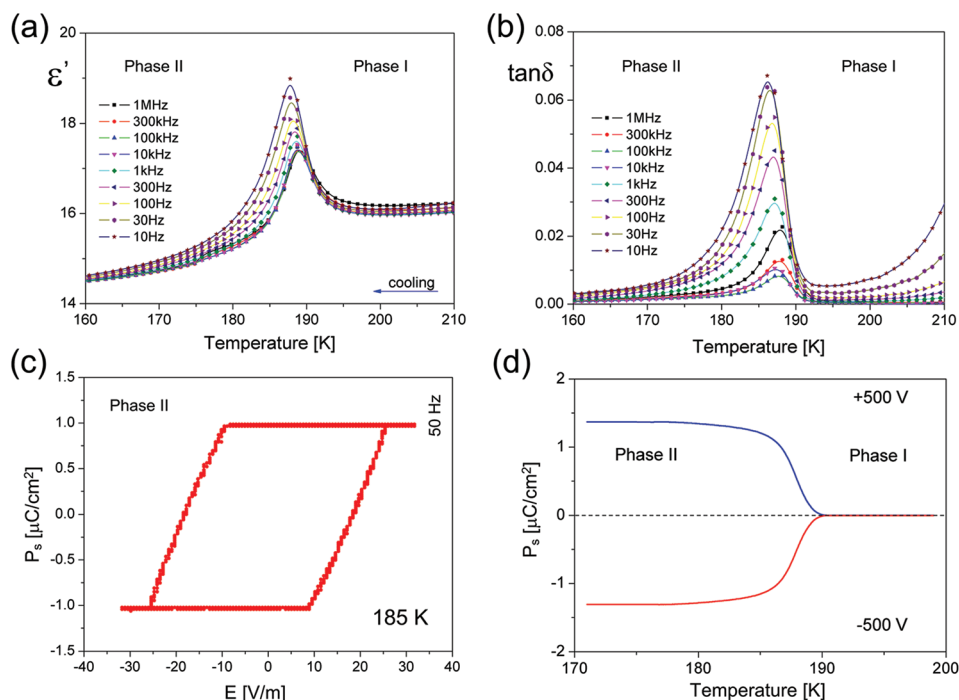 (a)
20
18
16
14
ε'
Phase II
Phase I
1MHz
300kHz
100kHz
10kHz
1kHz
300Hz
100Hz
30Hz
10Hz
cooling
160 170 180 190 200 210
Temperature [K]
(b)
0.08
0.06
0.04
0.02
0.00
tanδ
Phase II
Phase I
1MHz
300kHz
100kHz
10kHz
1kHz
300Hz
100Hz
30Hz
10Hz
160 170 180 190 200 210
Temperature [K]
(c)
1.5
1.0
0.5
0.0
-0.5
-1.0
-1.5
Ps [μC/cm²]
Phase II
50 Hz
185 K
-40 -30 -20 -10 0 10 20 30 40
E [V/m]
(d)
2
1
0
-1
-2
Ps [μC/cm²]
+500 V
Phase II
Phase I
-500 V
170 180 190 200
Temperature [K]